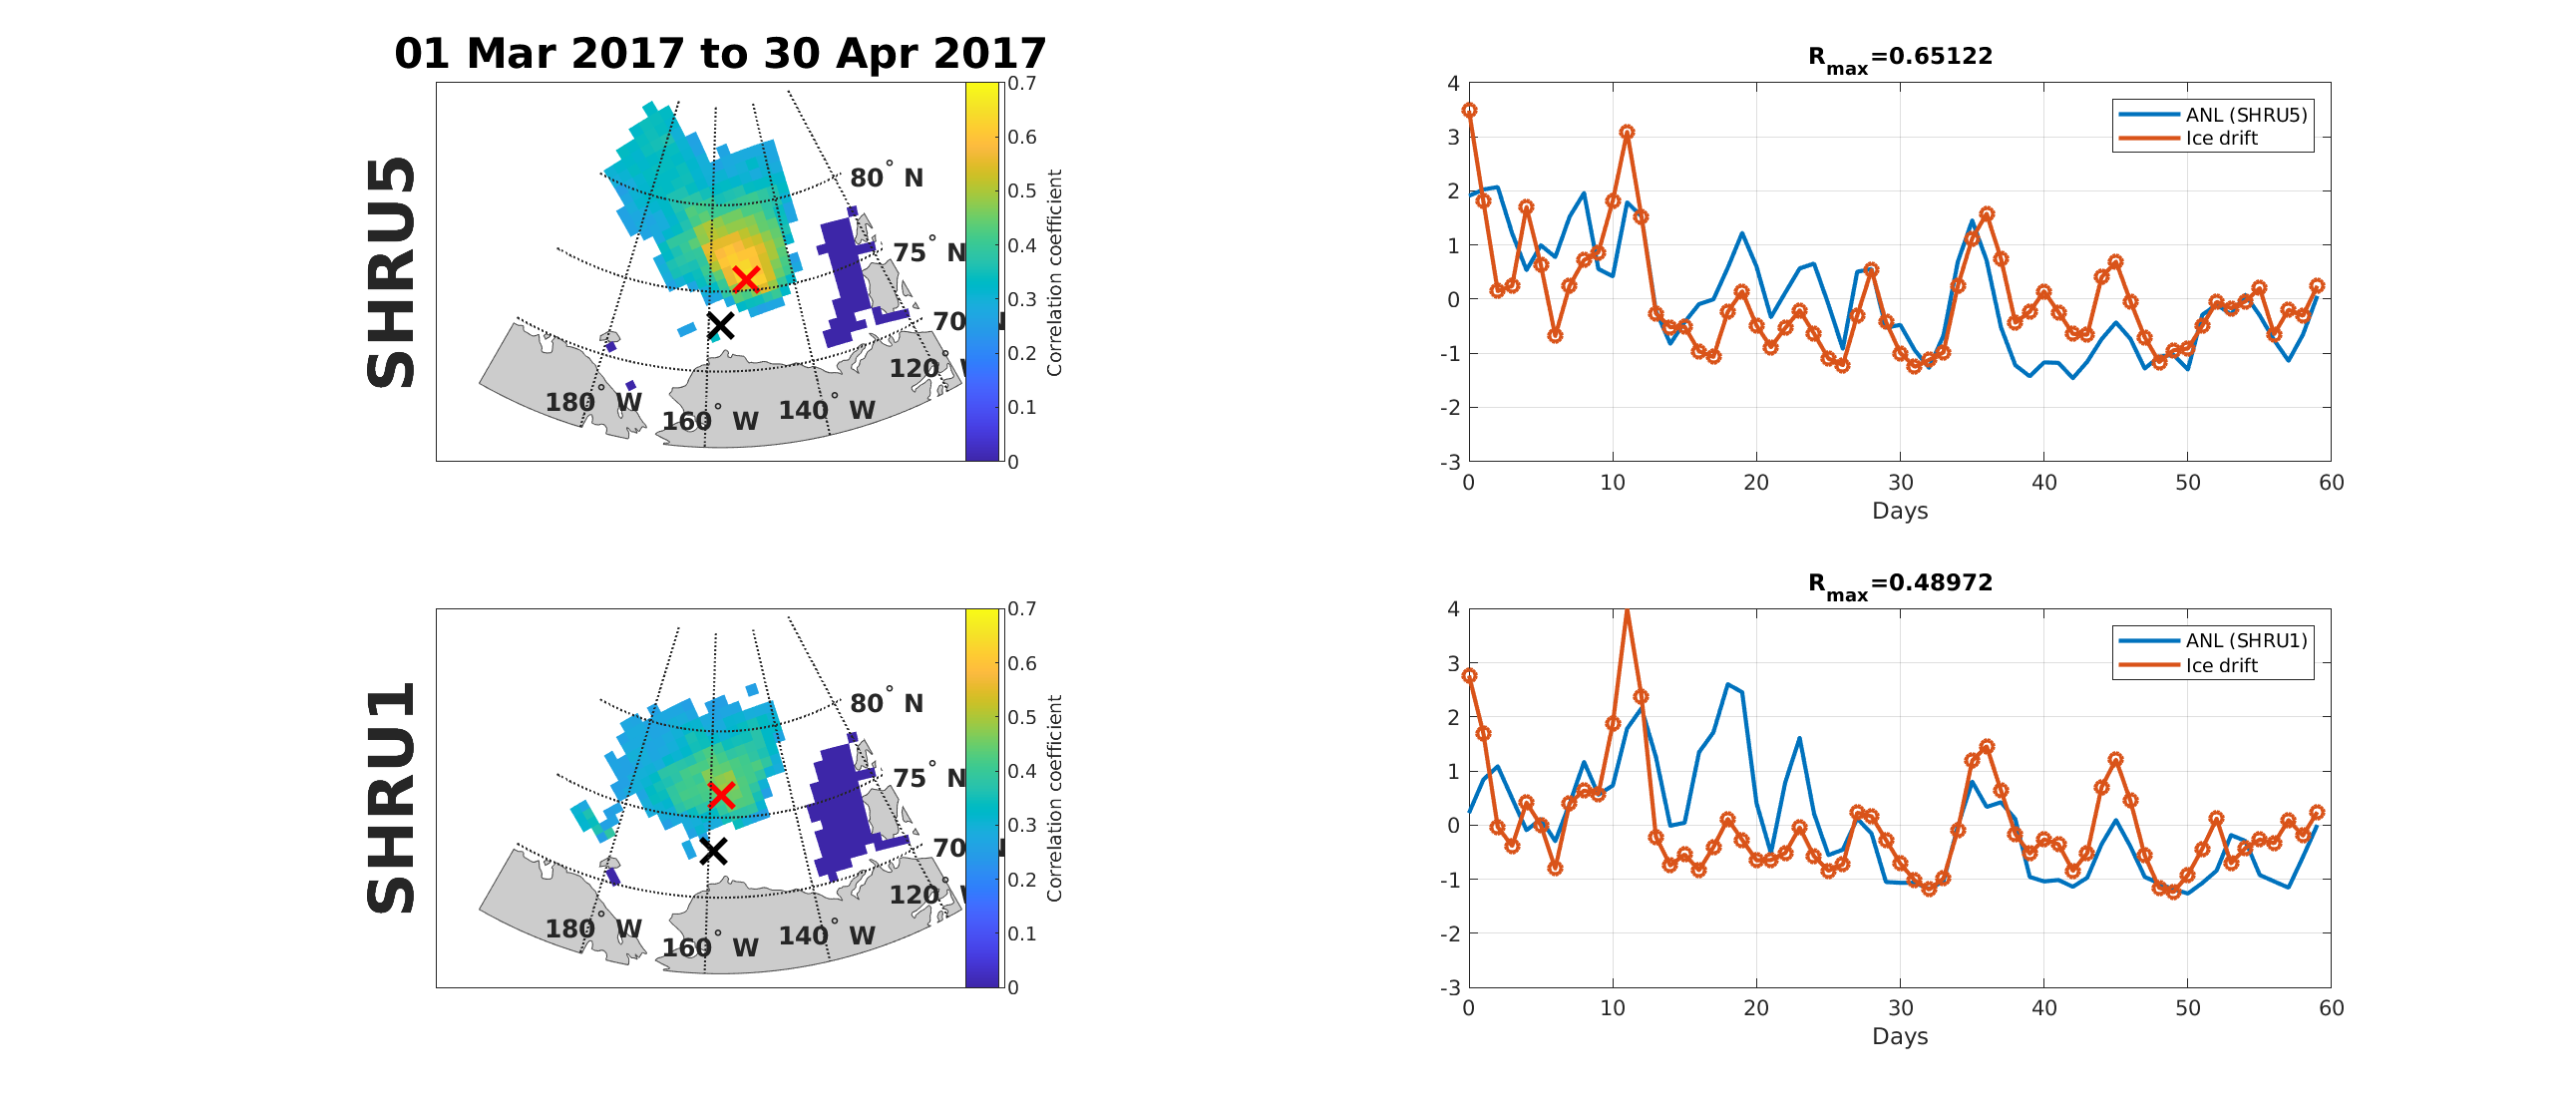 01 Mar 2017 to 30 Apr 2017
SHRU5
80° N
75° N
70° N
120° W
180° W
160° W
140° W
0.7
0.6
0.5
0.4
0.3
0.2
0.1
0
Correlation coefficient
Rmax=0.65122
ANL (SHRU5)
Ice drift
4
3
2
1
0
-1
-2
-3
0 10 20 30 40 50 60
Days
SHRU1
80° N
75° N
70° N
120° W
180° W
160° W
140° W
0.7
0.6
0.5
0.4
0.3
0.2
0.1
0
Correlation coefficient
Rmax=0.48972
ANL (SHRU1)
Ice drift
4
3
2
1
0
-1
-2
-3
0 10 20 30 40 50 60
Days